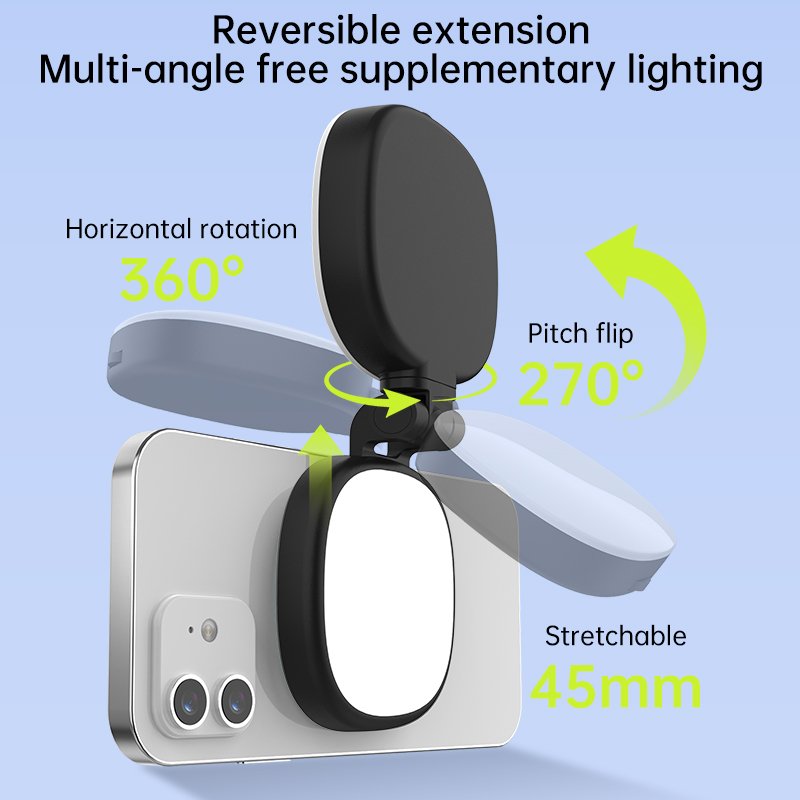 Reversible extension
Multi-angle free supplementary lighting
Horizontal rotation
360°
Pitch flip
270°
Stretchable
45mm